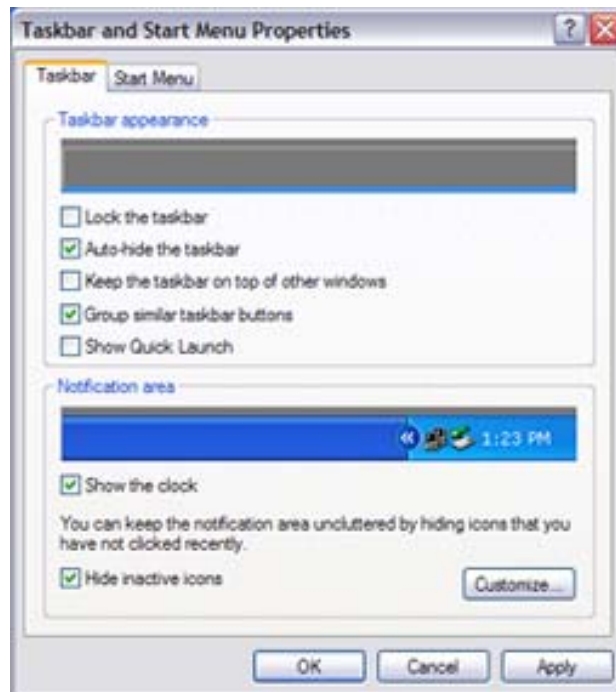 Taskbar and Start Menu Properties
Taskbar Start Menu
Taskbar appearance
Lock the taskbar
Auto-hide the taskbar
Keep the taskbar on top of other windows
Group similar taskbar buttons
Show Quick Launch
Notification area
1:23 PM
Show the clock
You can keep the notification area uncluttered by hiding icons that you
have not clicked recently.
Hide inactive icons
Customize...
OK Cancel Apply